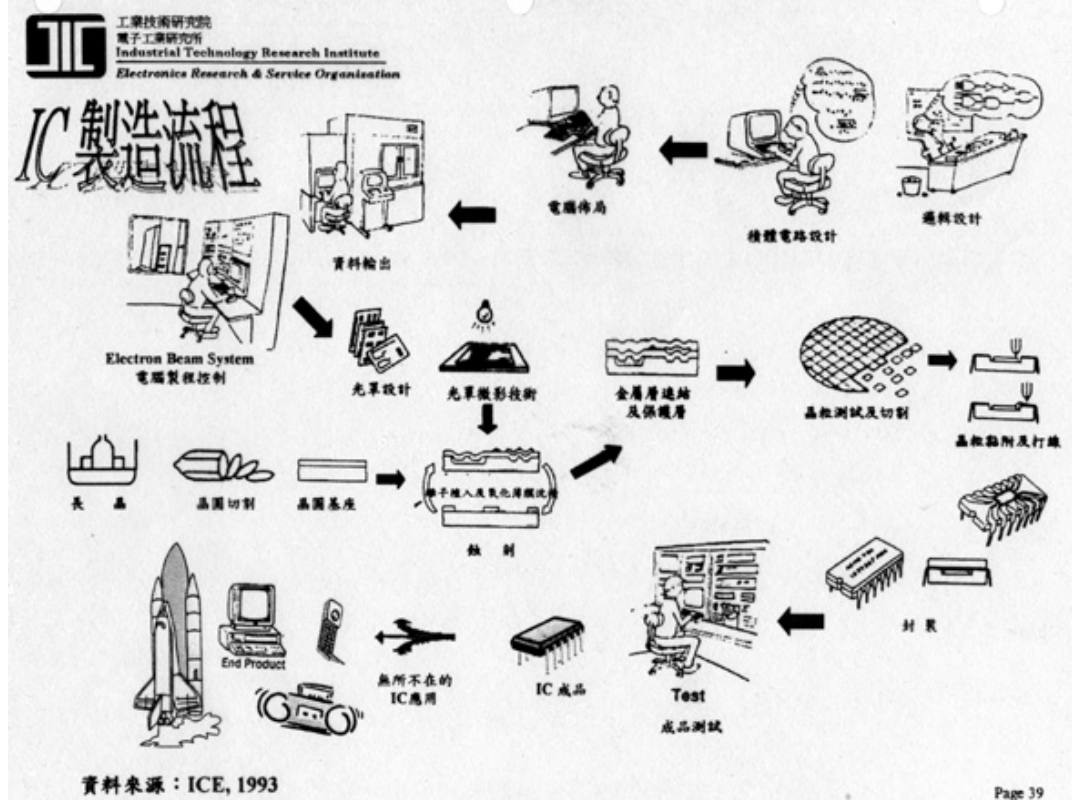 工業技術研究院
電子工業研究所
Industrial Technology Research Institute
Electronics Research & Service Organization
IC 製造流程
邏輯設計
積體電路設計
電腦佈局
資料輸出
Electron Beam System
電腦製程控制
光罩設計
光罩微影技術
金屬層連結
及保護層
晶粒測試及切割
晶粒黏附及打線
長 晶
晶圓切割
晶圓基座
離子植入及氧化薄膜沈積
蝕 刻
封 裝
Test
成品測試
IC 成品
無所不在的
IC應用
End Product
資料來源：ICE, 1993
Page 39